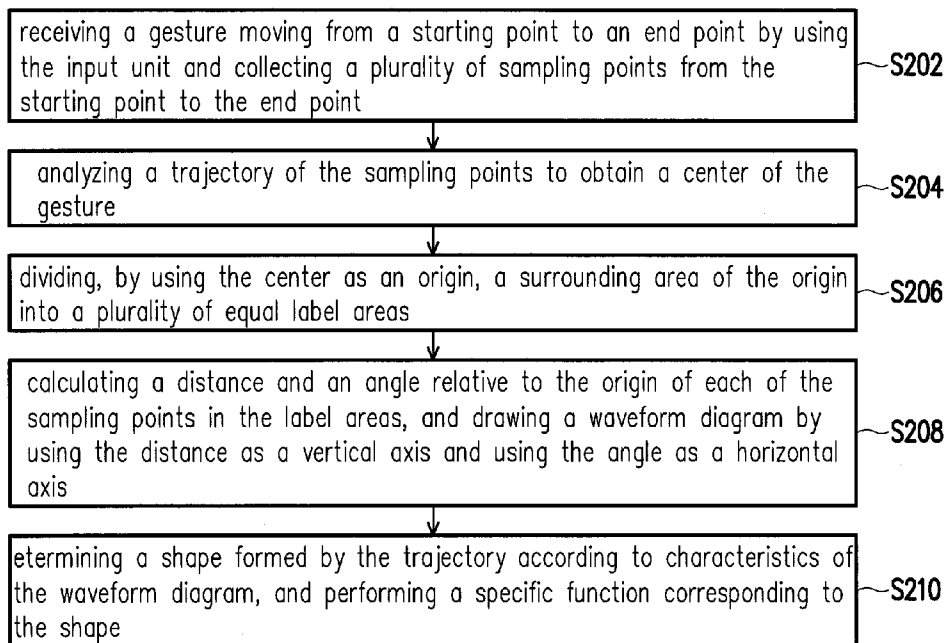 receiving a gesture moving from a starting point to an end point by using
the input unit and collecting a plurality of sampling points from the
starting point to the end point
S202
analyzing a trajectory of the sampling points to obtain a center of the
gesture
S204
dividing, by using the center as an origin, a surrounding area of the origin
into a plurality of equal label areas
S206
calculating a distance and an angle relative to the origin of each of the
sampling points in the label areas, and drawing a waveform diagram by
using the distance as a vertical axis and using the angle as a horizontal
axis
S208
etermining a shape formed by the trajectory according to characteristics of
the waveform diagram, and performing a specific function corresponding to
the shape
S210